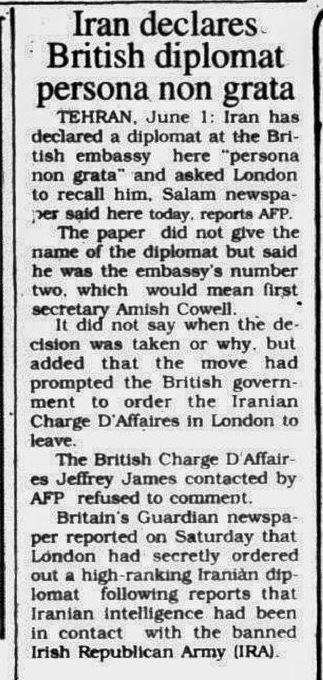 Iran declares
British diplomat
persona non grata
TEHRAN, June 1: Iran has
declared a diplomat at the Bri-
tish embassy here "persona
non grata" and asked London
to recall him, Salam newspa-
per said here today, reports AFP.
The paper did not give the
name of the diplomat but said
he was the embassy's number
two, which would mean first
secretary Amish Cowell.
It did not say when the de-
cision was taken or why, but
added that the move had
prompted the British govern-
ment to order the Iranian
Charge D'Affaires in London to
leave.
The British Charge D'Affair-
es Jeffrey James contacted by
AFP refused to comment.
Britain's Guardian newspa-
per reported on Saturday that
London had secretly ordered
out a high-ranking Iranian dip-
lomat following reports that
Iranian intelligence had been
in contact with the banned
Irish Republican Army (IRA).